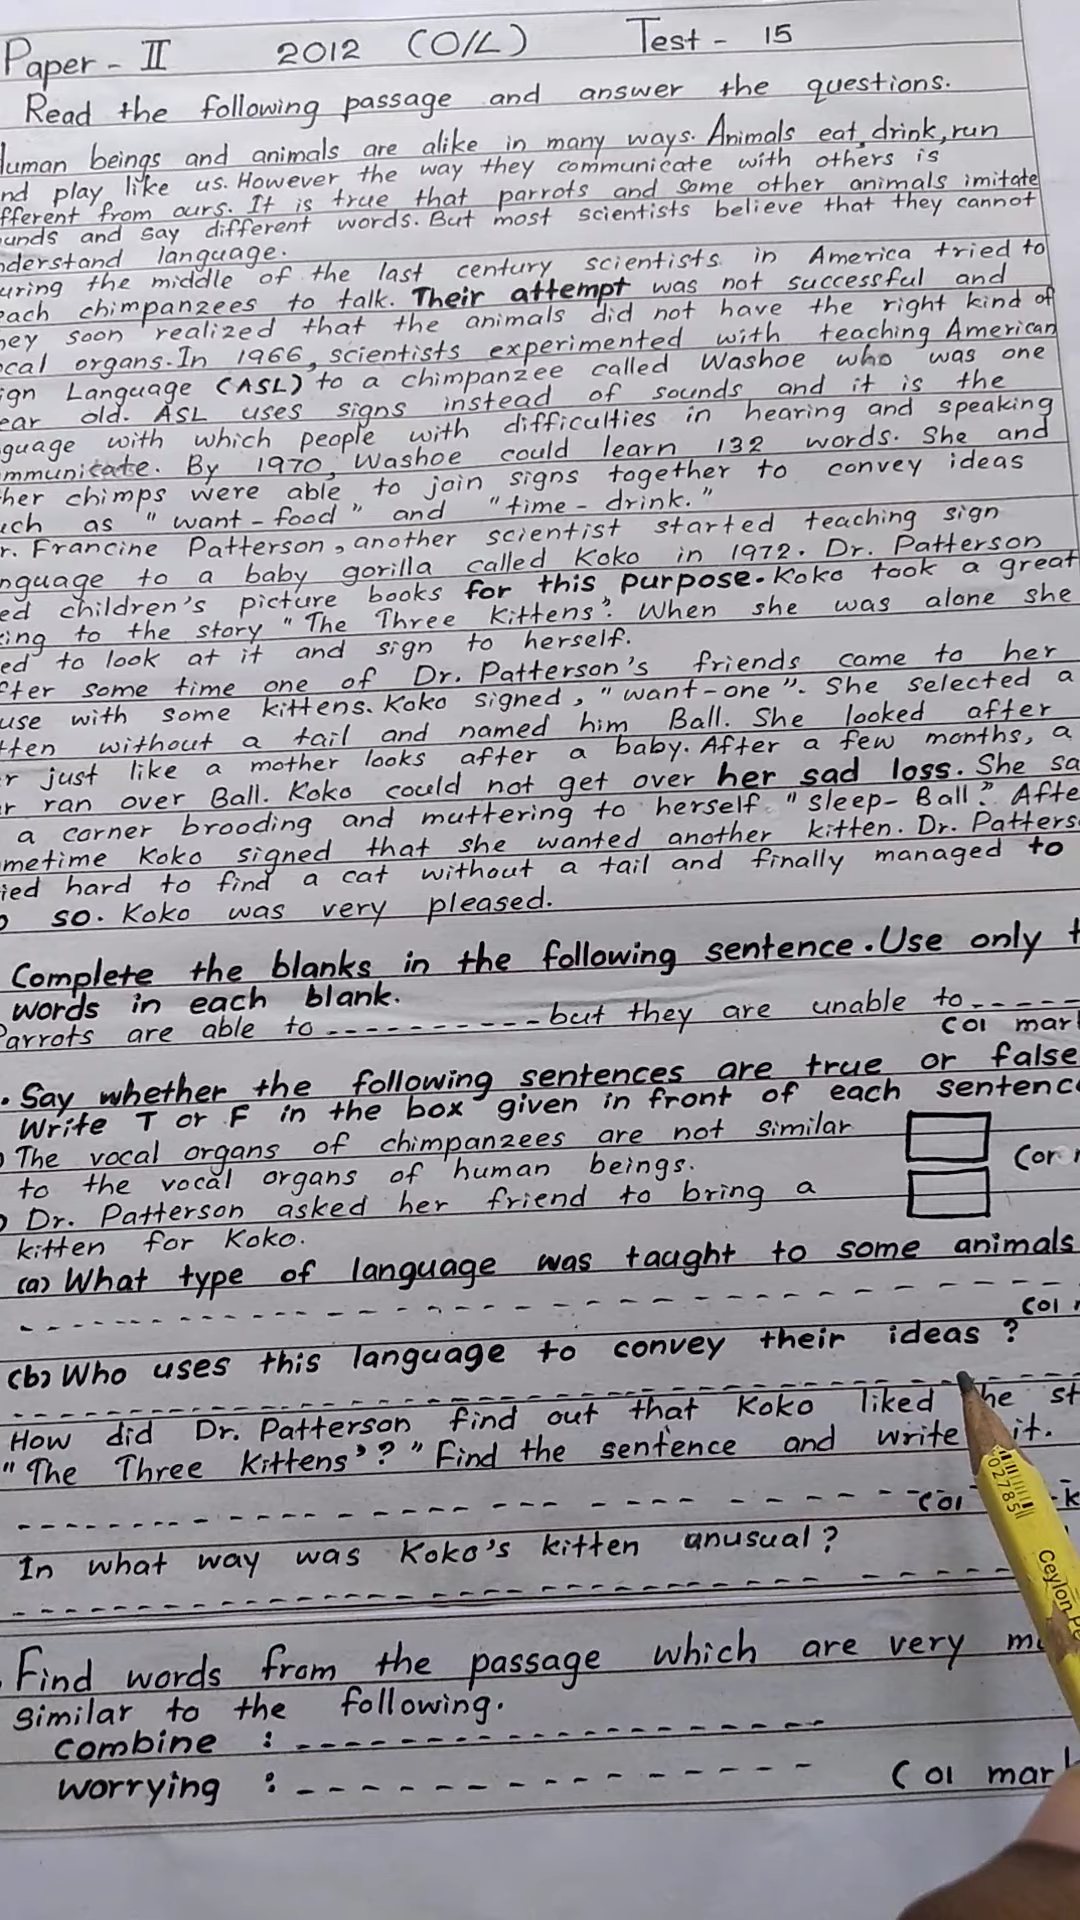 Paper - II 2012 (O/L) Test - 15
Read the following passage and answer the questions.
uman beings and animals are alike in many ways. Animals eat, drink, run
nd play like us. However the way they communicate with others is
fferent from ours. It is true that parrots and some other animals imitate
unds and say different words. But most scientists believe that they cannot
nderstand language.
uring the middle of the last century scientists in America tried to
each chimpanzees to talk. Their attempt was not successful and
hey soon realized that the animals did not have the right kind of
ocal organs. In 1966, scientists experimented with teaching American
ign Language (ASL) to a chimpanzee called Washoe who was one
ear old. ASL uses signs instead of sounds and it is the
guage with which people with difficulties in hearing and speaking
mmunicate. By 1970, Washoe could learn 132 words. She and
her chimps were able to join signs together to convey ideas
uch as "want - food" and "time - drink."
r. Francine Patterson, another scientist started teaching sign
nguage to a baby gorilla called Koko in 1972. Dr. Patterson
ed children's picture books for this purpose. Koko took a great
king to the story "The Three Kittens". When she was alone she
ed to look at it and sign to herself.
fter some time one of Dr. Patterson's friends came to her
use with some kittens. Koko signed, "want-one". She selected a
tten without a tail and named him Ball. She looked after
r just like a mother looks after a baby. After a few months, a
r ran over Ball. Koko could not get over her sad loss. She sa
a corner brooding and muttering to herself "sleep- Ball". Afte
metime Koko signed that she wanted another kitten. Dr. Patters
ied hard to find a cat without a tail and finally managed to
o so. Koko was very pleased.
Complete the blanks in the following sentence. Use only t
words in each blank.
Parrots are able to ---------- but they are unable to -----
(01 mark
. Say whether the following sentences are true or false
Write T or F in the box given in front of each sentence
) The vocal organs of chimpanzees are not similar
to the vocal organs of human beings.
(01 m
) Dr. Patterson asked her friend to bring a
kitten for Koko.
(a) What type of language was taught to some animals
(01 m
(b) Who uses this language to convey their ideas ?
How did Dr. Patterson find out that Koko liked the st
"The Three Kittens'?" Find the sentence and write it.
(01 k
In what way was Koko's kitten unusual?
Find words from the passage which are very
similar to the following.
combine : ---------------
worrying : --------------- (01 mark
02785
Ceylon Pe